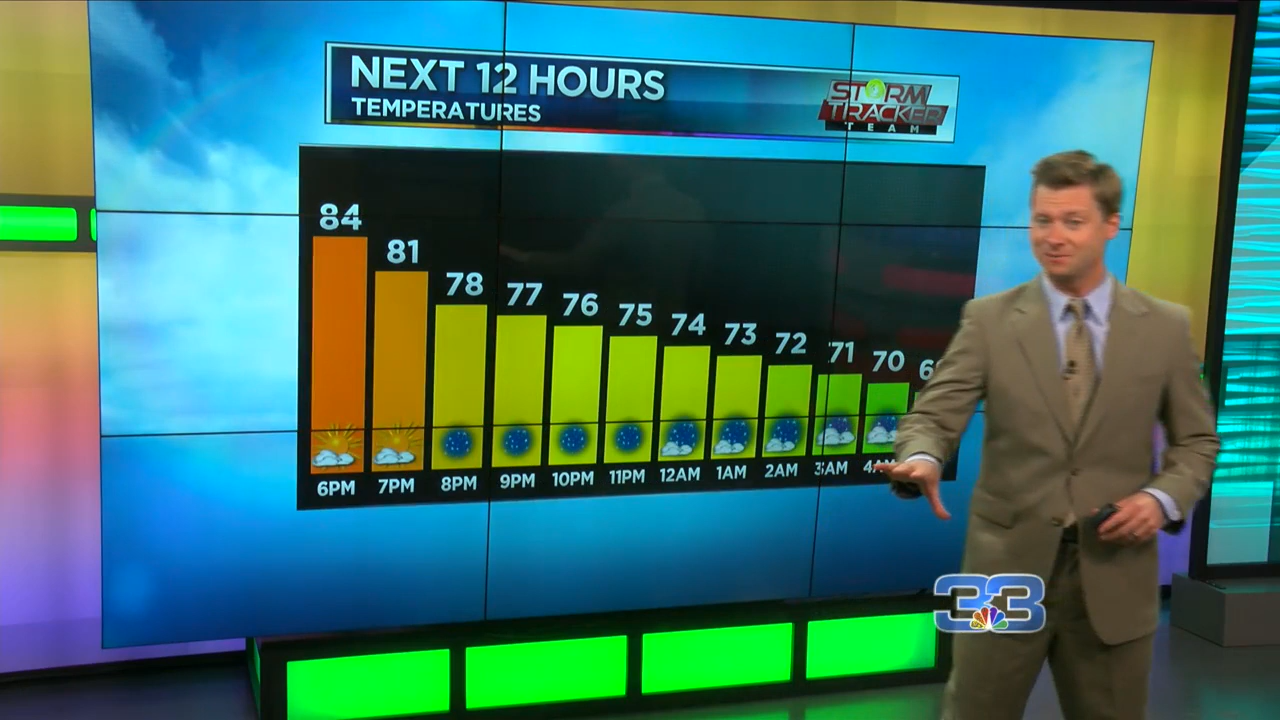 NEXT 12 HOURS
TEMPERATURES
STORM
TRACKER
TEAM
84
81
78
77
76
75
74
73
72
71
70
6PM
7PM
8PM
9PM
10PM
11PM
12AM
1AM
2AM
3AM
33